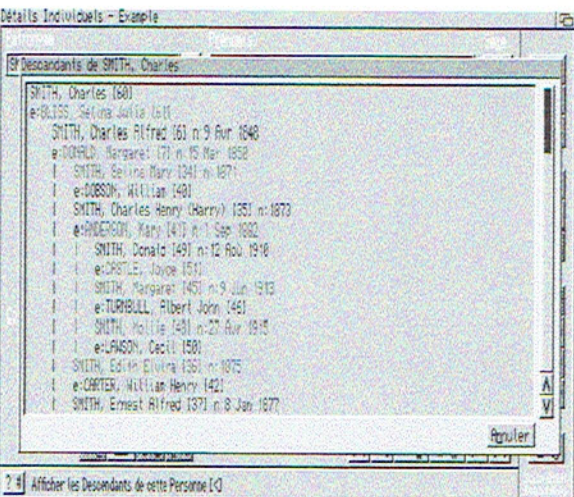 Détails Individuels - Example
Descendants de SMITH, Charles
SMITH, Charles [60]
e:BLISS, Selina Julia [61]
SMITH, Charles Alfred [6] n:9 Avr 1848
e:DONALD, Margaret [7] n:15 Mar 1852
SMITH, Selina Mary [34] n:1871
e:DOBSON, William [40]
SMITH, Charles Henry (Harry) [35] n:1873
e:ANDERSON, Mary [41] n:1 Sep 1882
SMITH, Donald [49] n:12 Aoû 1910
e:CASTLE, Joyce [51]
SMITH, Margaret [45] n:9 Jun 1913
e:TURNBULL, Albert John [46]
SMITH, Mollie [48] n:27 Avr 1915
e:LAWSON, Cecil [50]
SMITH, Edith Elvira [36] n:1875
e:CARTER, William Henry [42]
SMITH, Ernest Alfred [37] n:8 Jan 1877
Annuler
? # Afficher les Descendants de cette Personne [<]